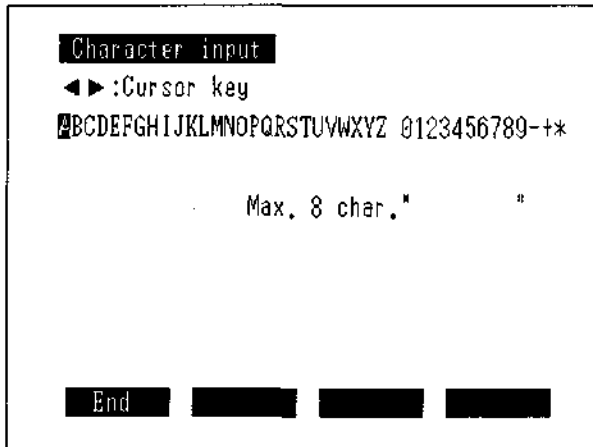 Character input
◀▶:Cursor key
ABCDEFGHIJKLMNOPQRSTUVWXYZ 0123456789-+*
Max. 8 char." "
End